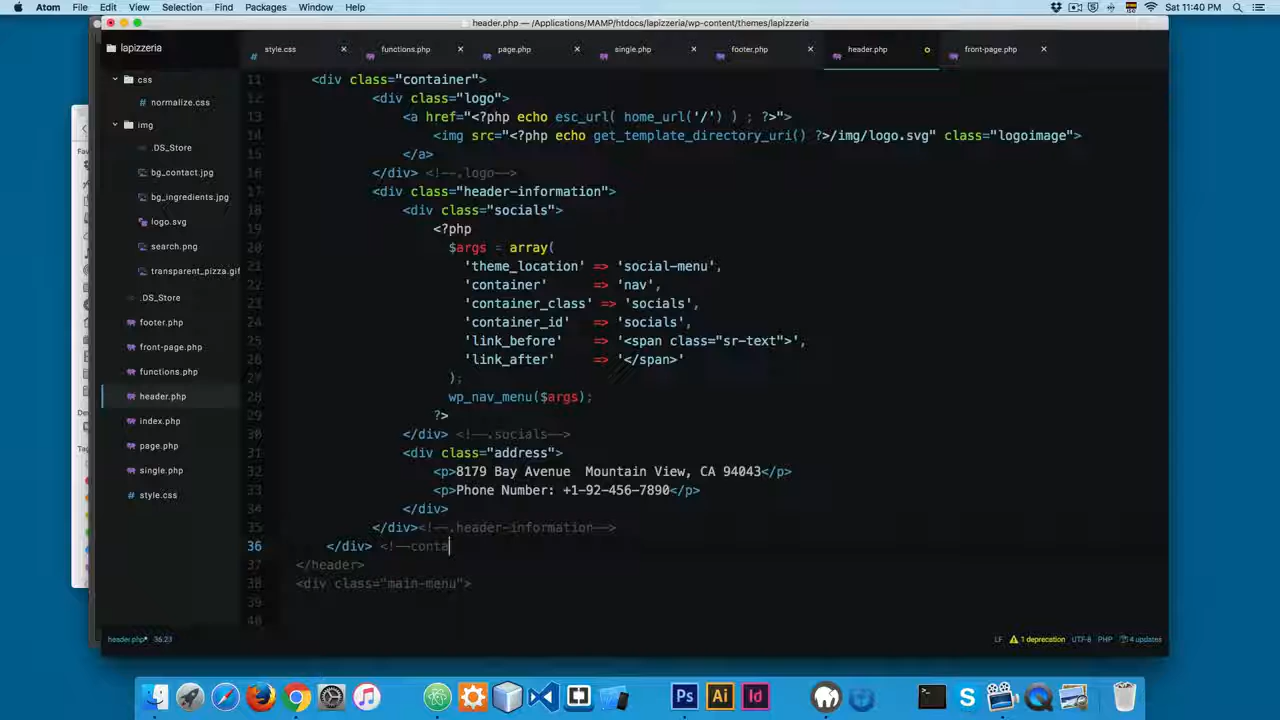 Atom File Edit View Selection Find Packages Window Help
Sat 11:40 PM
header.php — /Applications/MAMP/htdocs/lapizzeria/wp-content/themes/lapizzeria
lapizzeria
style.css
functions.php
page.php
single.php
footer.php
header.php
front-page.php
css
normalize.css
img
.DS_Store
bg_contact.jpg
bg_ingredients.jpg
logo.svg
search.png
transparent_pizza.gif
.DS_Store
footer.php
front-page.php
functions.php
header.php
index.php
page.php
single.php
style.css
11 <div class="container">
12 <div class="logo">
13 <a href="<?php echo esc_url( home_url('/') ) ; ?>">
14 <img src="<?php echo get_template_directory_uri() ?>/img/logo.svg" class="logoimage">
15 </a>
16 </div> <!--.logo-->
17 <div class="header-information">
18 <div class="socials">
19 <?php
20 $args = array(
21 'theme_location' => 'social-menu',
22 'container' => 'nav',
23 'container_class' => 'socials',
24 'container_id' => 'socials',
25 'link_before' => '<span class="sr-text">',
26 'link_after' => '</span>'
27 );
28 wp_nav_menu($args);
29 ?>
30 </div> <!--.socials-->
31 <div class="address">
32 <p>8179 Bay Avenue  Mountain View, CA 94043</p>
33 <p>Phone Number: +1-92-456-7890</p>
34 </div>
35 </div><!--.header-information-->
36 </div> <!--conta
37 </header>
38 <div class="main-menu">
39
40
header.php 36:23
LF 1 deprecation UTF-8 PHP 4 updates
Ps Ai Id